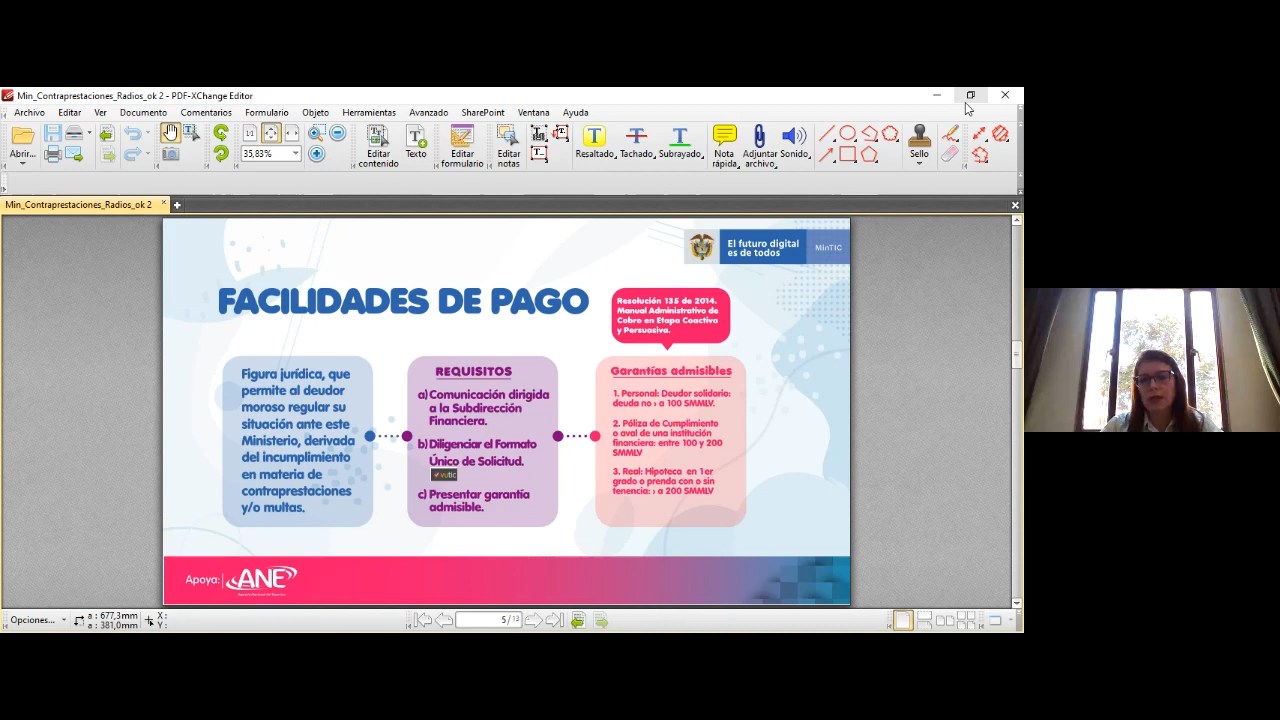 Min_Contraprestaciones_Radios_ok 2 - PDF-XChange Editor
Archivo Editar Ver Documento Comentarios Formulario Objeto Herramientas Avanzado SharePoint Ventana Ayuda
Abrir...
1:1
35,83%
Editar contenido
Texto
Editar formulario
Editar notas
Resaltado
Tachado
Subrayado
Nota rápida
Adjuntar archivo
Sonido
Sello
Min_Contraprestaciones_Radios_ok 2
El futuro digital
es de todos
MinTIC
FACILIDADES DE PAGO
Resolución 135 de 2014.
Manual Administrativo de
Cobro en Etapa Coactiva
y Persuasiva.
Figura jurídica, que
permite al deudor
moroso regular su
situación ante este
Ministerio, derivada
del incumplimiento
en materia de
contraprestaciones
y/o multas.
REQUISITOS
a) Comunicación dirigida
a la Subdirección
Financiera.
b) Diligenciar el Formato
Único de Solicitud.
vutic
c) Presentar garantía
admisible.
Garantías admisibles
1. Personal: Deudor solidario:
deuda no › a 100 SMMLV.
2. Póliza de Cumplimiento
o aval de una institución
financiera: entre 100 y 200
SMMLV
3. Real: Hipoteca en 1er
grado o prenda con o sin
tenencia: › a 200 SMMLV
Apoya: ANE
Opciones...
a : 677,3mm
a : 381,0mm
X:
Y:
5 / 13